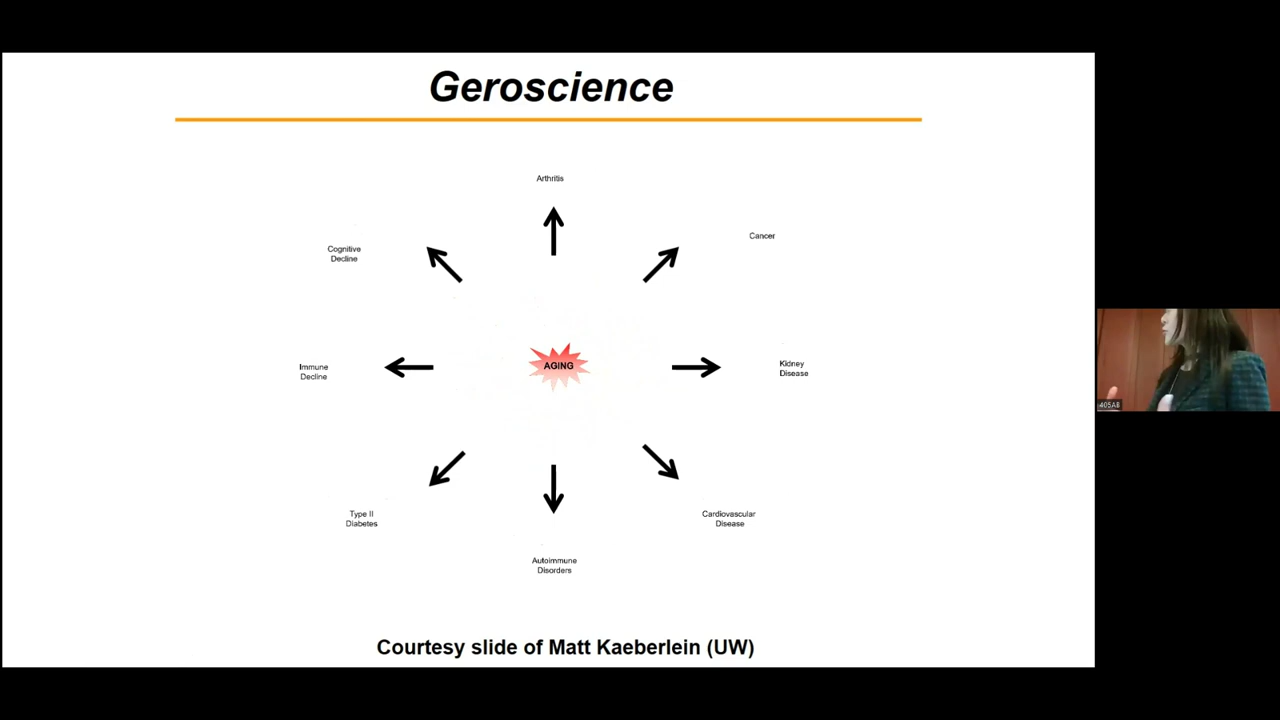 Geroscience
Arthritis
Cancer
Cognitive
Decline
AGING
Immune
Decline
Kidney
Disease
Type II
Diabetes
Cardiovascular
Disease
Autoimmune
Disorders
Courtesy slide of Matt Kaeberlein (UW)
405AB